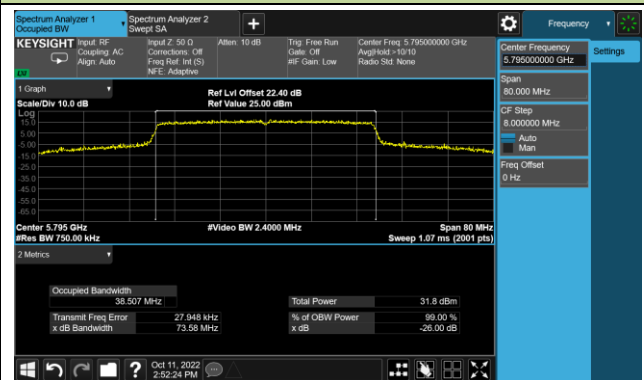 Spectrum Analyzer 1
Occupied BW
Spectrum Analyzer 2
Swept SA
Frequency
KEYSIGHT
Input: RF
Coupling: AC
Align: Auto
Input Z: 50 Ω
Corrections: Off
Freq Ref: Int (S)
NFE: Adaptive
Atten: 10 dB
Trig: Free Run
Gate: Off
#IF Gain: Low
Center Freq: 5.795000000 GHz
Avg|Hold:>10/10
Radio Std: None
Center Frequency
5.795000000 GHz
Settings
Span
80.000 MHz
CF Step
8.000000 MHz
Auto
Man
Freq Offset
0 Hz
1 Graph
Scale/Div 10.0 dB
Ref Lvl Offset 22.40 dB
Ref Value 25.00 dBm
Log
15.0
5.00
-5.00
-15.0
-25.0
-35.0
-45.0
-55.0
-65.0
Center 5.795 GHz
#Res BW 750.00 kHz
#Video BW 2.4000 MHz
Span 80 MHz
Sweep 1.07 ms (2001 pts)
2 Metrics
Occupied Bandwidth
38.507 MHz
Total Power
31.8 dBm
Transmit Freq Error
27.948 kHz
% of OBW Power
99.00 %
x dB Bandwidth
73.58 MHz
x dB
-26.00 dB
Oct 11, 2022
2:52:24 PM